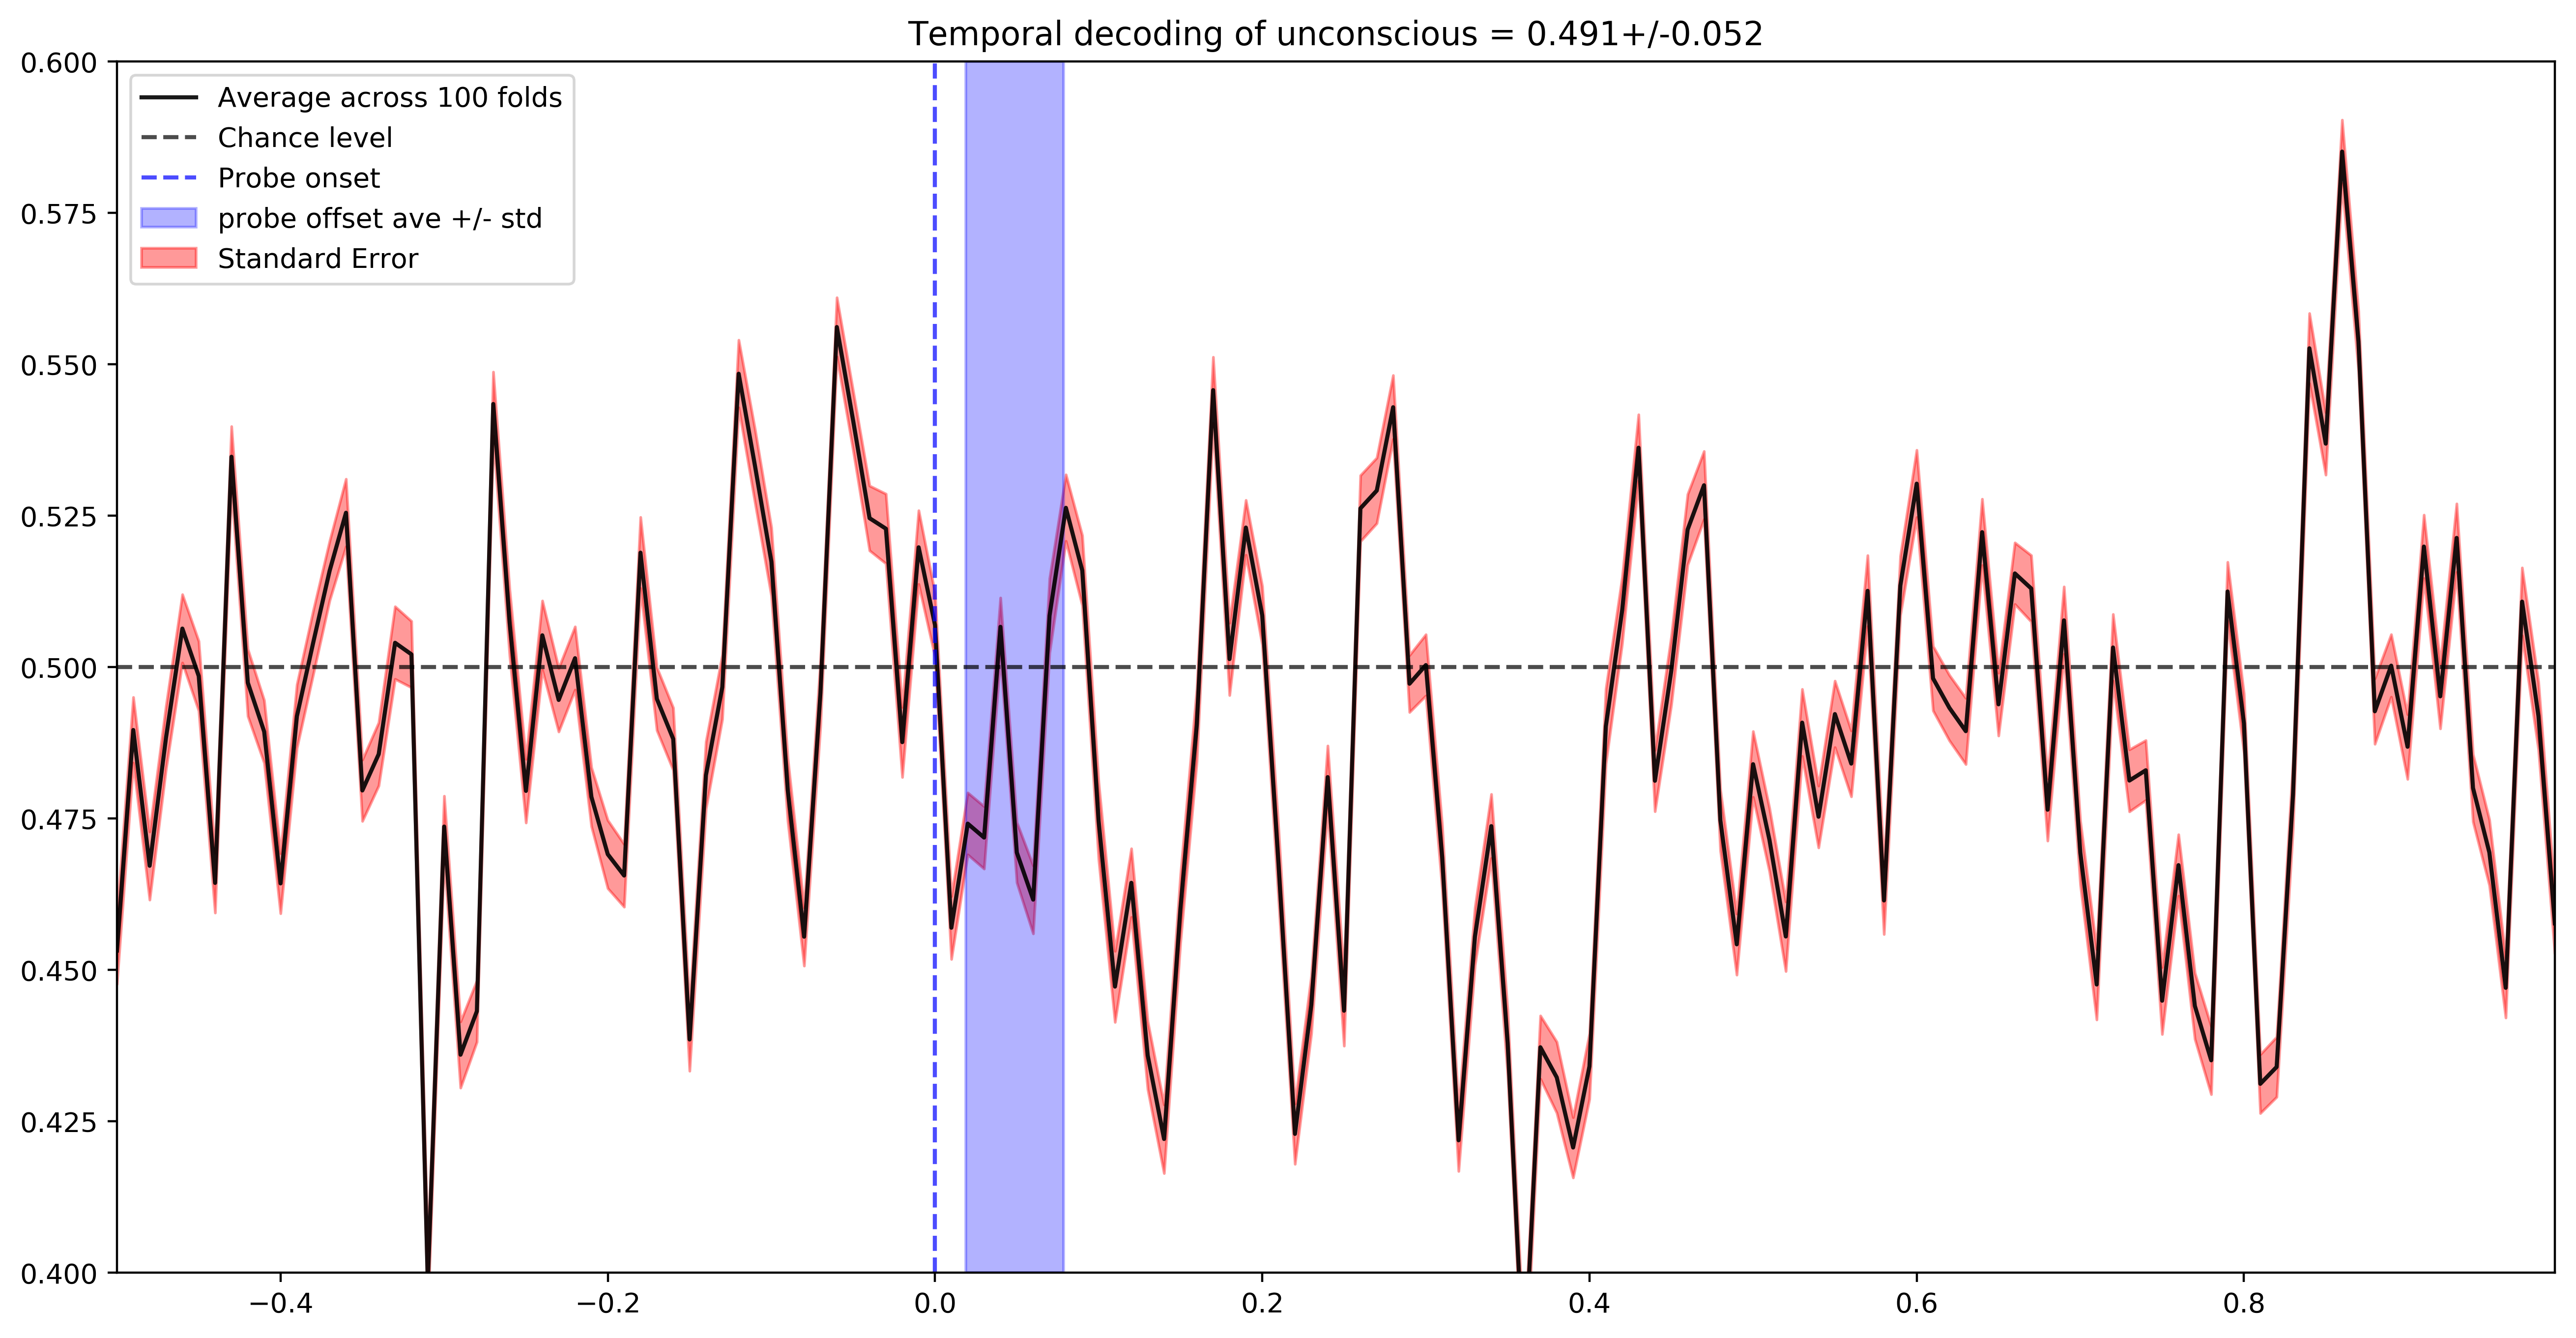 Temporal decoding of unconscious = 0.491+/-0.052
Average across 100 folds
Chance level
Probe onset
probe offset ave +/- std
Standard Error
0.600
0.575
0.550
0.525
0.500
0.475
0.450
0.425
0.400
−0.4 −0.2 0.0 0.2 0.4 0.6 0.8